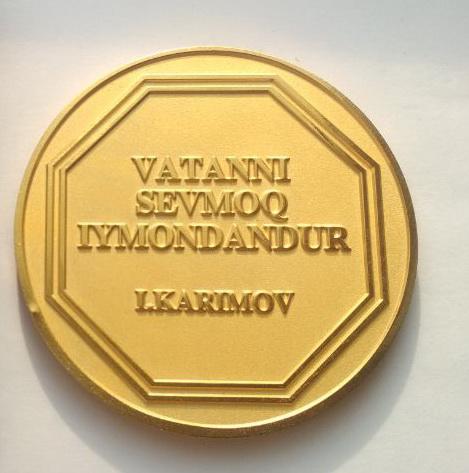 VATANNI
SEVMOQ
IYMONDANDUR
I.KARIMOV